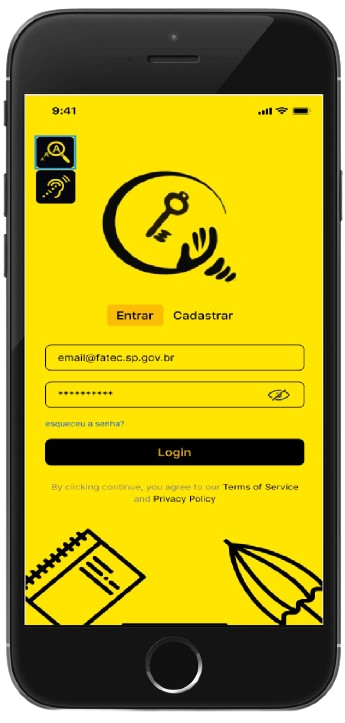 9:41
A
Entrar Cadastrar
email@fatec.sp.gov.br
**********
esqueceu a senha?
Login
By clicking continue, you agree to our Terms of Service
and Privacy Policy